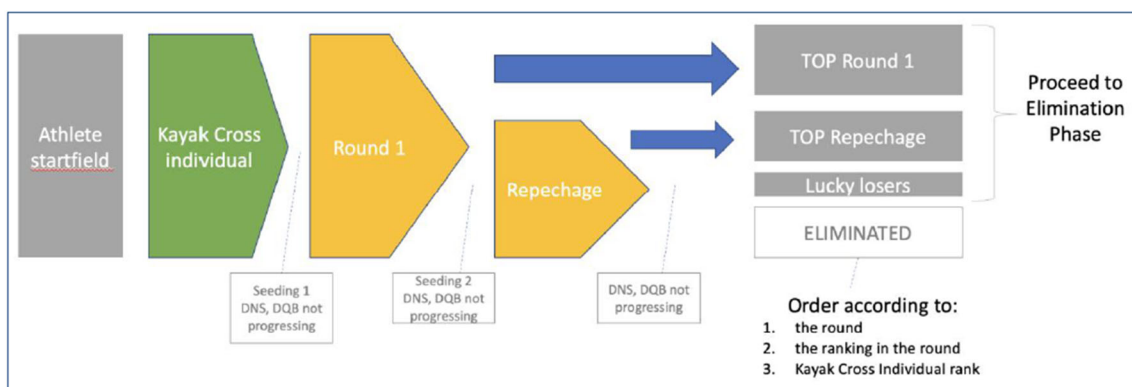 Athlete
startfield
Kayak Cross
individual
Round 1
Repechage
TOP Round 1
TOP Repechage
Lucky losers
ELIMINATED
Proceed to
Elimination
Phase
Seeding 1
DNS, DQB not
progressing
Seeding 2
DNS, DQB not
progressing
DNS, DQB not
progressing
Order according to:
1. the round
2. the ranking in the round
3. Kayak Cross Individual rank